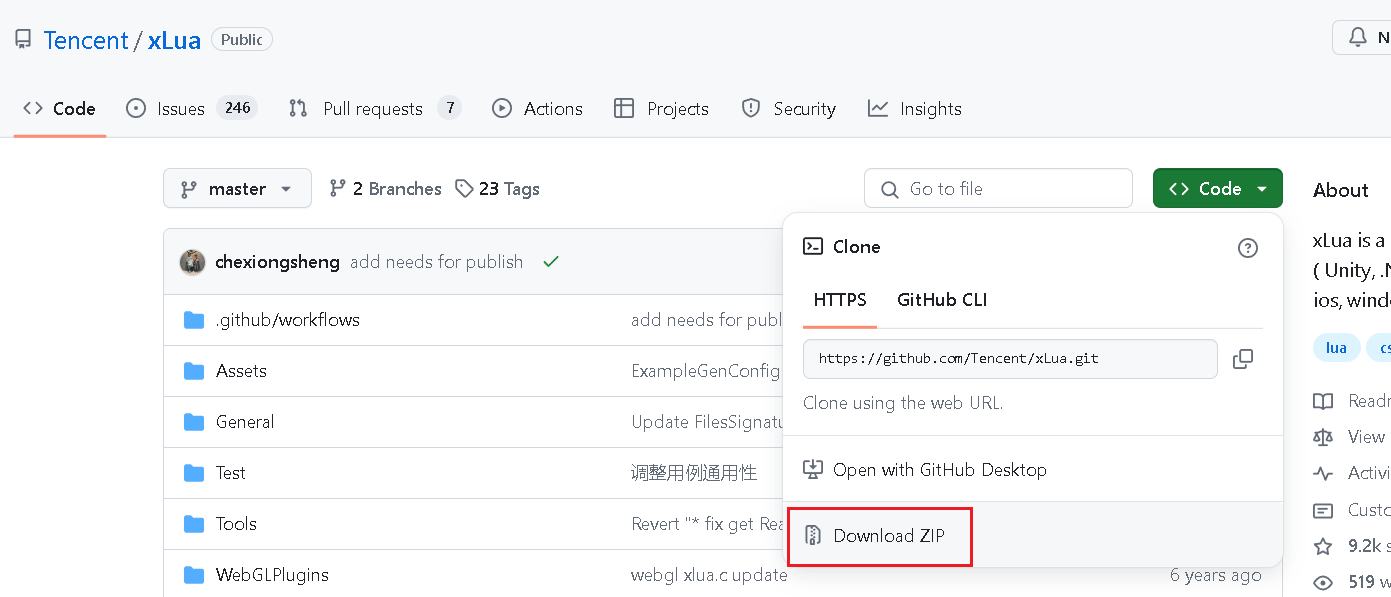 Tencent / xLua Public
N
Code Issues 246 Pull requests 7 Actions Projects Security Insights
master 2 Branches 23 Tags Go to file Code
About
Clone
xLua is a
chexiongsheng add needs for publish
( Unity, .N
HTTPS GitHub CLI
ios, windo
.github/workflows add needs for publ
lua cs
https://github.com/Tencent/xLua.git
Assets ExampleGenConfig
Clone using the web URL.
Readm
General Update FilesSignatu
View
Test 调整用例通用性
Open with GitHub Desktop
Activi
Custo
Tools Revert "* fix get Rea
Download ZIP
9.2k s
WebGLPlugins webgl xlua.c update 6 years ago
519 w